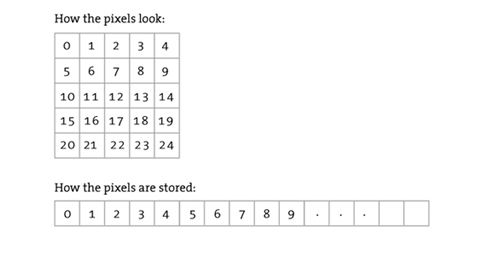 How the pixels look:
0 1 2 3 4
5 6 7 8 9
10 11 12 13 14
15 16 17 18 19
20 21 22 23 24
How the pixels are stored:
0 1 2 3 4 5 6 7 8 9 . . .